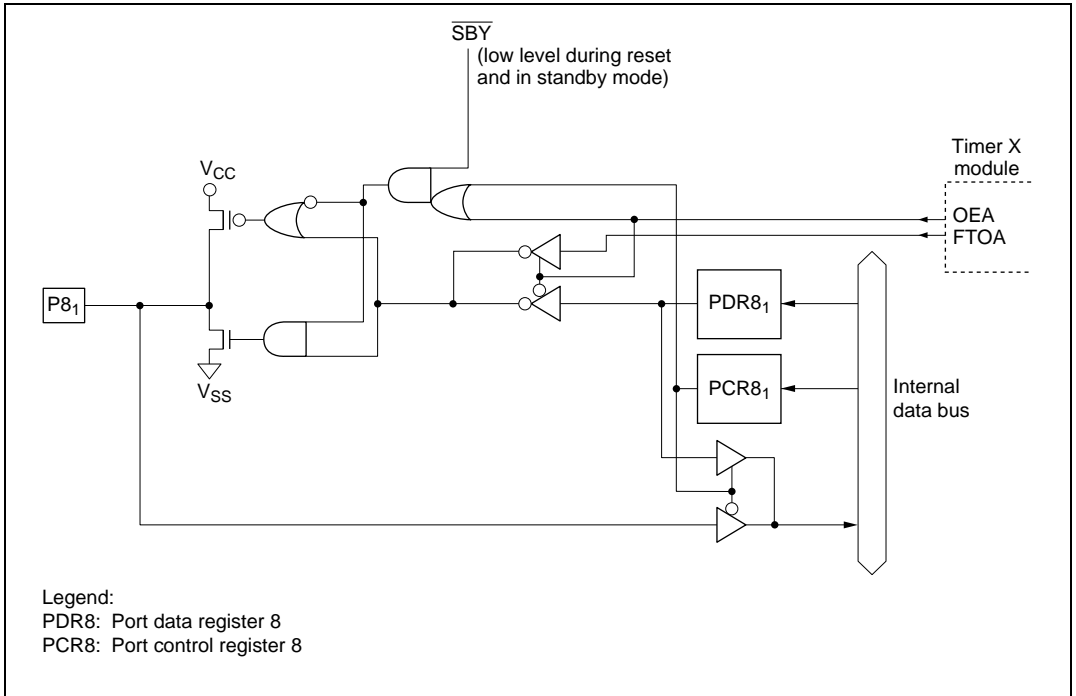 SBY
(low level during reset
and in standby mode)
Timer X
module
VCC
OEA
FTOA
P81
PDR81
PCR81
VSS
Internal
data bus
Legend:
PDR8: Port data register 8
PCR8: Port control register 8